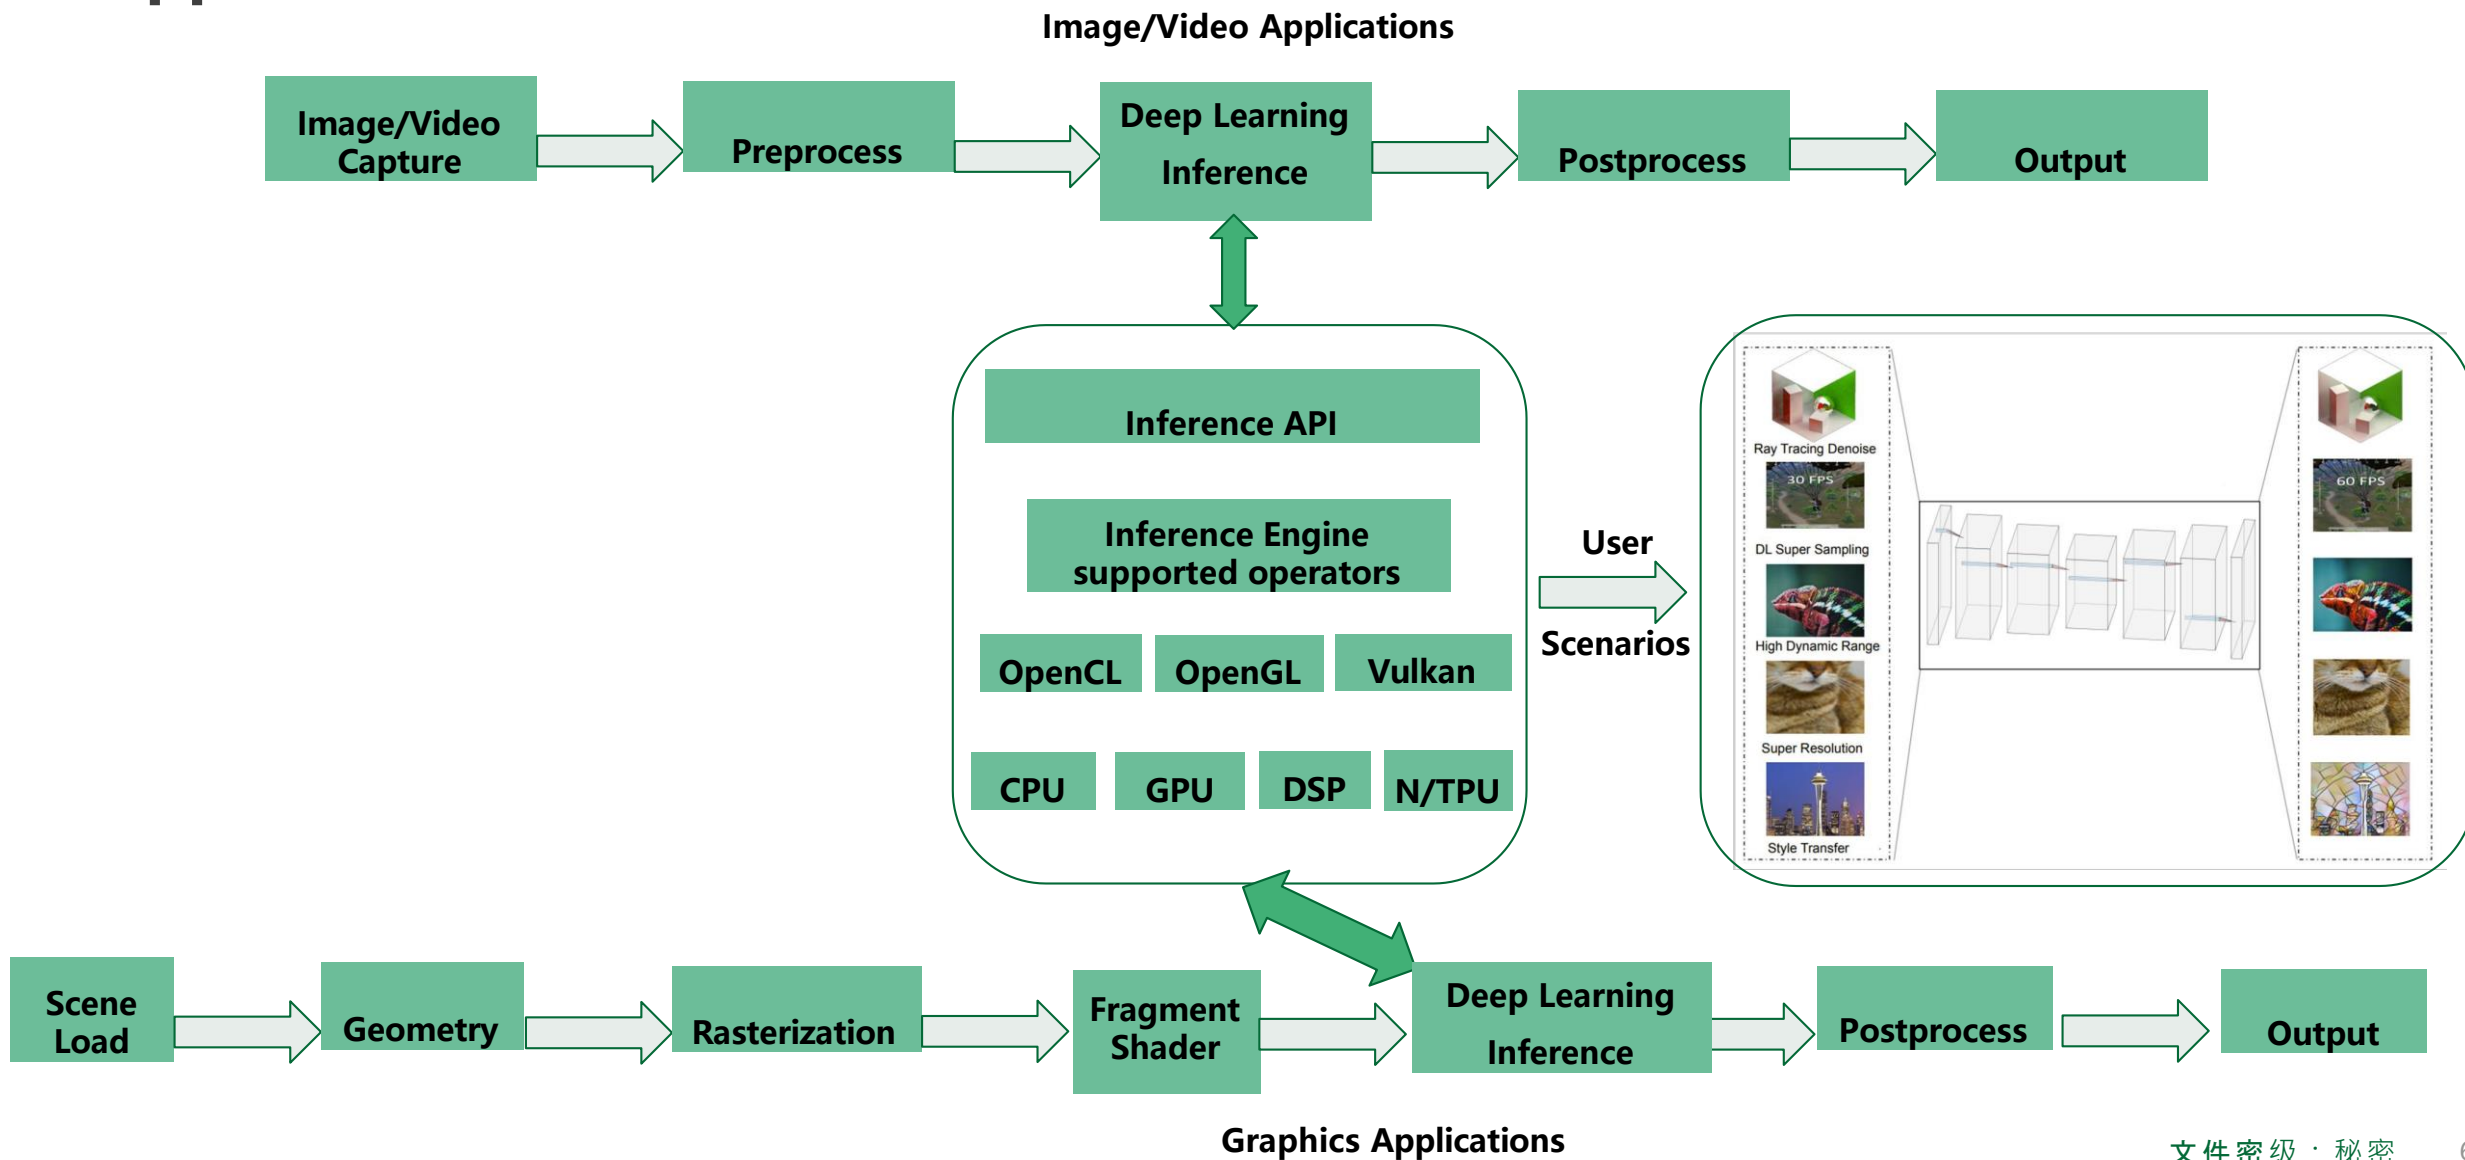 Image/Video Applications
Image/Video
Capture
Preprocess
Deep Learning
Inference
Postprocess
Output
Inference API
Inference Engine
supported operators
OpenCL
OpenGL
Vulkan
CPU
GPU
DSP
N/TPU
User
Scenarios
Ray Tracing Denoise
30 FPS
60 FPS
DL Super Sampling
High Dynamic Range
Super Resolution
Style Transfer
Scene
Load
Geometry
Rasterization
Fragment
Shader
Deep Learning
Inference
Postprocess
Output
Graphics Applications
文件密级：秘密